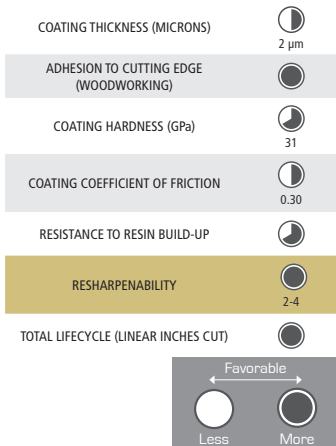 COATING THICKNESS (MICRONS)
2 µm
ADHESION TO CUTTING EDGE
(WOODWORKING)
COATING HARDNESS (GPa)
31
COATING COEFFICIENT OF FRICTION
0.30
RESISTANCE TO RESIN BUILD-UP
RESHARPENABILITY
2-4
TOTAL LIFECYCLE (LINEAR INCHES CUT)
Favorable
Less More